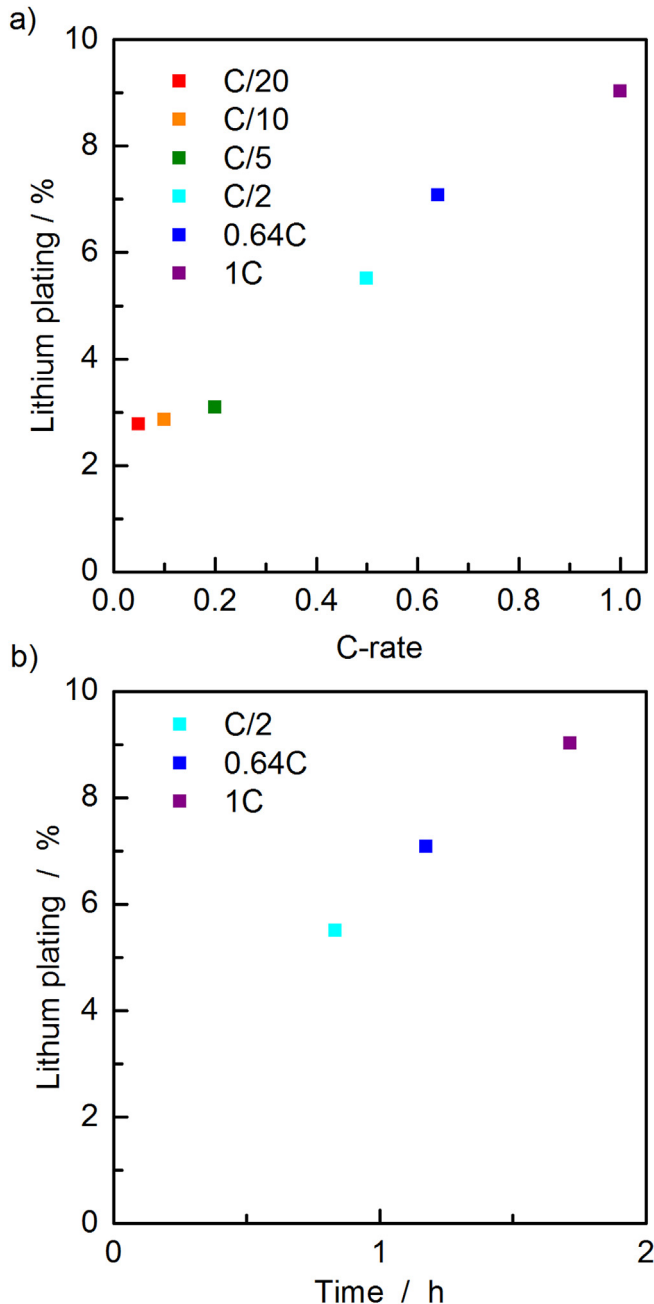 a)
10
8
6
4
2
0
Lithium plating / %
C/20
C/10
C/5
C/2
0.64C
1C
0.0 0.2 0.4 0.6 0.8 1.0
C-rate
b)
10
8
6
4
2
0
Lithum plating / %
C/2
0.64C
1C
0 1 2
Time / h